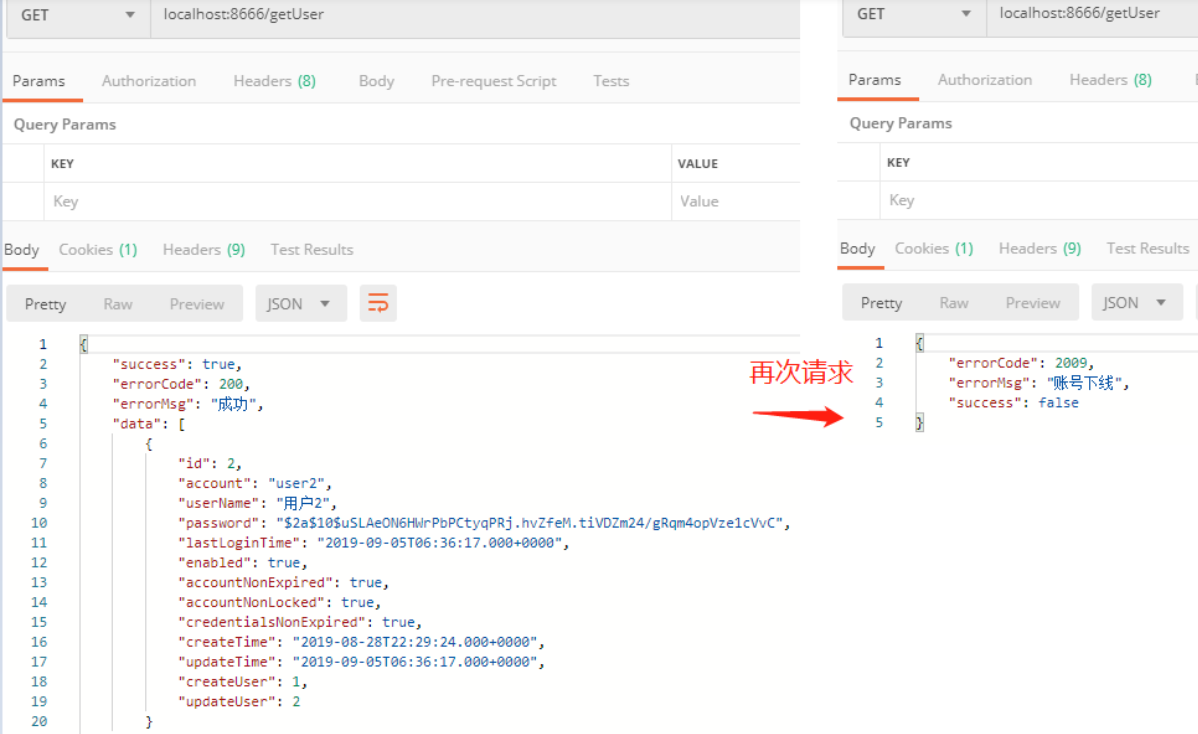 GET localhost:8666/getUser
Params Authorization Headers (8) Body Pre-request Script Tests
Query Params
KEY VALUE
Key Value
Body Cookies (1) Headers (9) Test Results
Pretty Raw Preview JSON
1 {
2 "success": true,
3 "errorCode": 200,
4 "errorMsg": "成功",
5 "data": [
6 {
7 "id": 2,
8 "account": "user2",
9 "userName": "用户2",
10 "password": "$2a$10$uSLAeON6HWrPbPCtyqPRj.hvZfeM.tiVDZm24/gRqm4opVze1cVvC",
11 "lastLoginTime": "2019-09-05T06:36:17.000+0000",
12 "enabled": true,
13 "accountNonExpired": true,
14 "accountNonLocked": true,
15 "credentialsNonExpired": true,
16 "createTime": "2019-08-28T22:29:24.000+0000",
17 "updateTime": "2019-09-05T06:36:17.000+0000",
18 "createUser": 1,
19 "updateUser": 2
20 }
再次请求
GET localhost:8666/getUser
Params Authorization Headers (8)
Query Params
KEY
Key
Body Cookies (1) Headers (9) Test Results
Pretty Raw Preview JSON
1 {
2 "errorCode": 2009,
3 "errorMsg": "账号下线",
4 "success": false
5 }